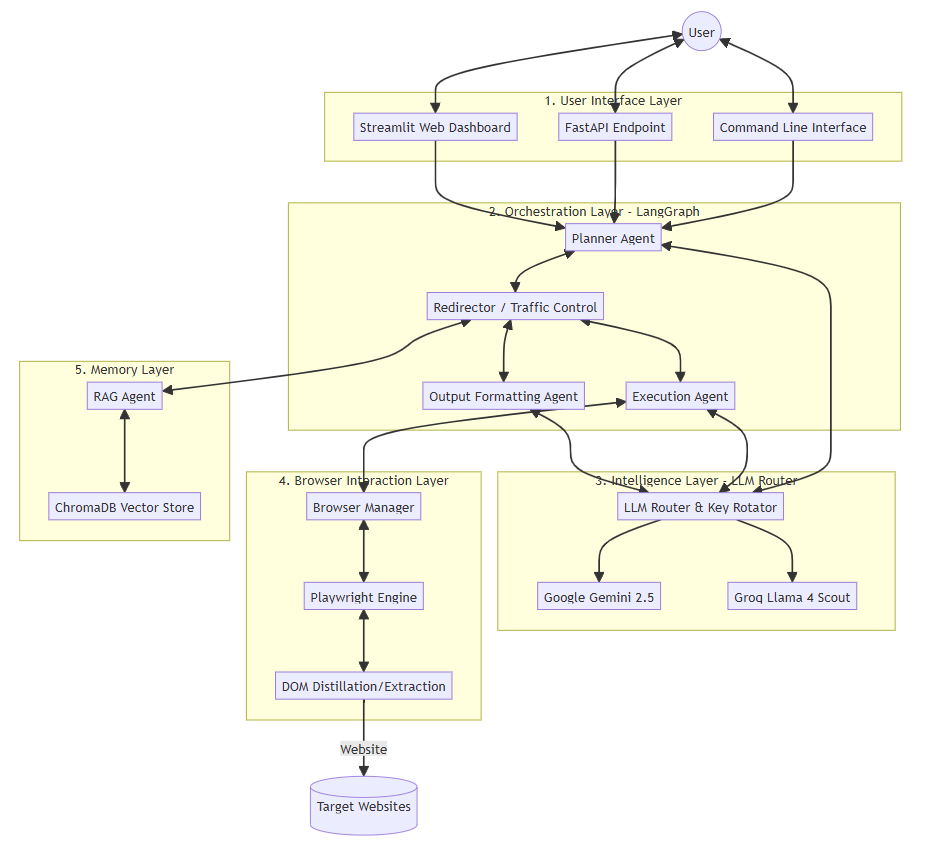 User
1. User Interface Layer
Streamlit Web Dashboard
FastAPI Endpoint
Command Line Interface
2. Orchestration Layer - LangGraph
Planner Agent
Redirector / Traffic Control
5. Memory Layer
RAG Agent
Output Formatting Agent
Execution Agent
4. Browser Interaction Layer
3. Intelligence Layer - LLM Router
ChromaDB Vector Store
Browser Manager
LLM Router & Key Rotator
Playwright Engine
Google Gemini 2.5
Groq Llama 4 Scout
DOM Distillation/Extraction
Website
Target Websites